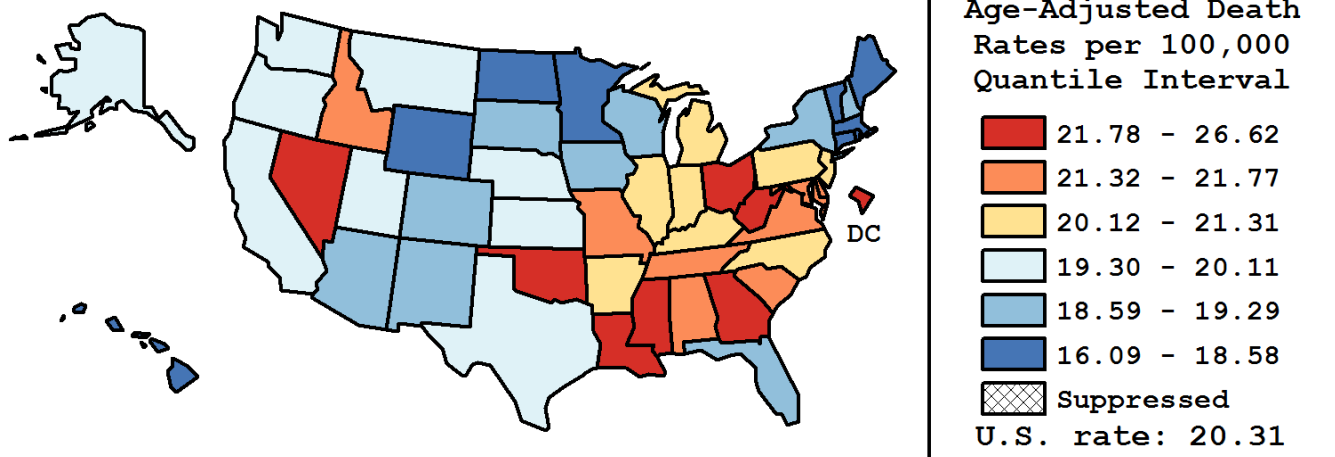 Age-Adjusted Death
Rates per 100,000
Quantile Interval
21.78 - 26.62
21.32 - 21.77
20.12 - 21.31
19.30 - 20.11
18.59 - 19.29
16.09 - 18.58
Suppressed
U.S. rate: 20.31
DC